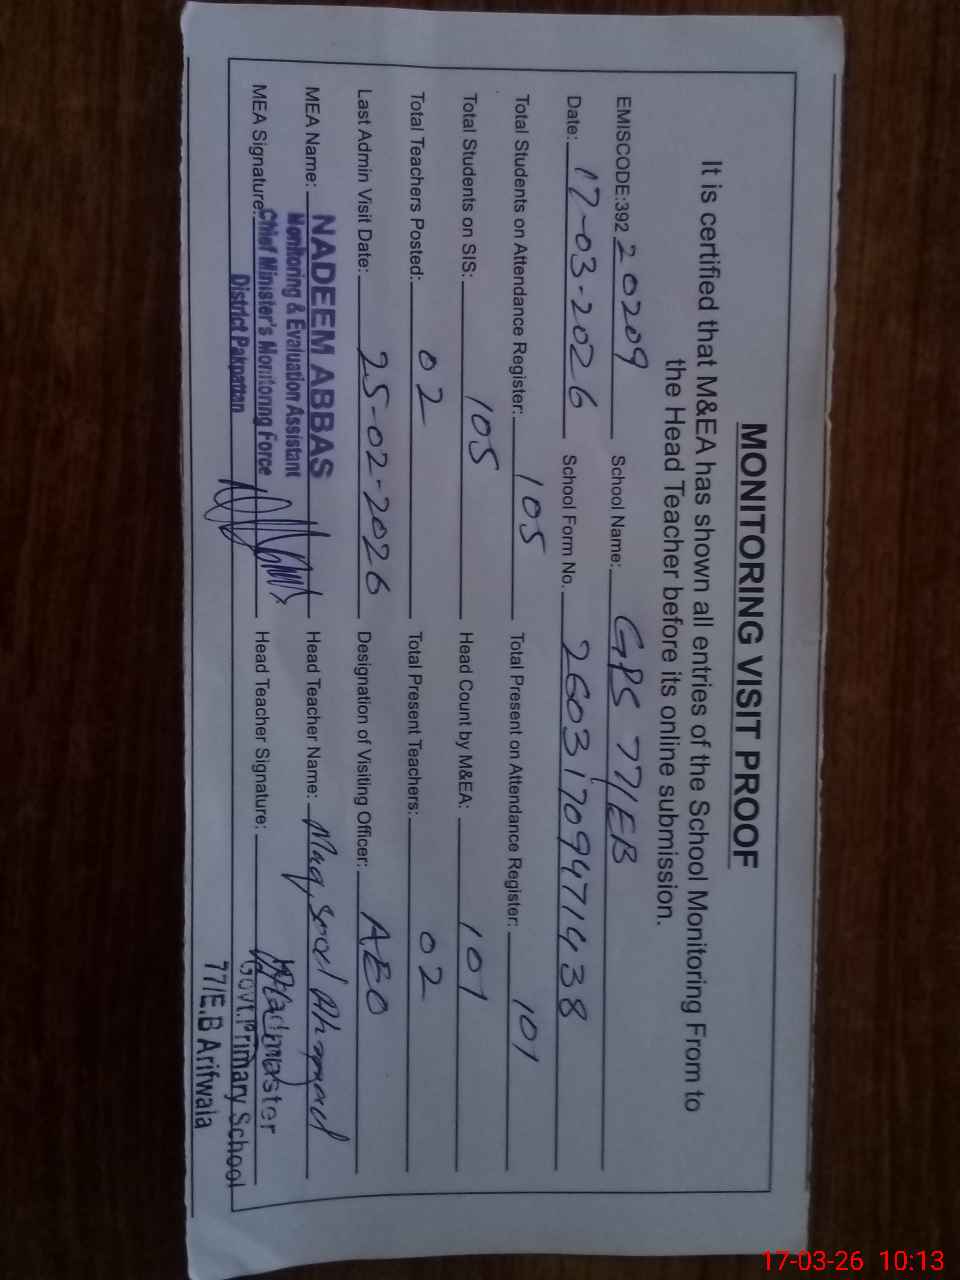 MONITORING VISIT PROOF
It is certified that M&EA has shown all entries of the School Monitoring From to
the Head Teacher before its online submission.
EMISCODE:392 20209 School Name: GPS 77/EB
Date: 17-03-2026 School Form No. 26031709471438
Total Students on Attendance Register: 105 Total Present on Attendance Register: 101
Total Students on SIS: 105 Head Count by M&EA: 101
Total Teachers Posted: 02 Total Present Teachers: 02
Last Admin Visit Date: 25-02-2026 Designation of Visiting Officer: AEO
MEA Name: NADEEM ABBAS Head Teacher Name: Maqsood Ahmad
Monitoring & Evaluation Assistant
MEA Signature: Chief Minister's Monitoring Force Head Teacher Signature: Headmaster
District Pakpattan Govt. Primary School
77/E.B Arifwala
17-03-26 10:13